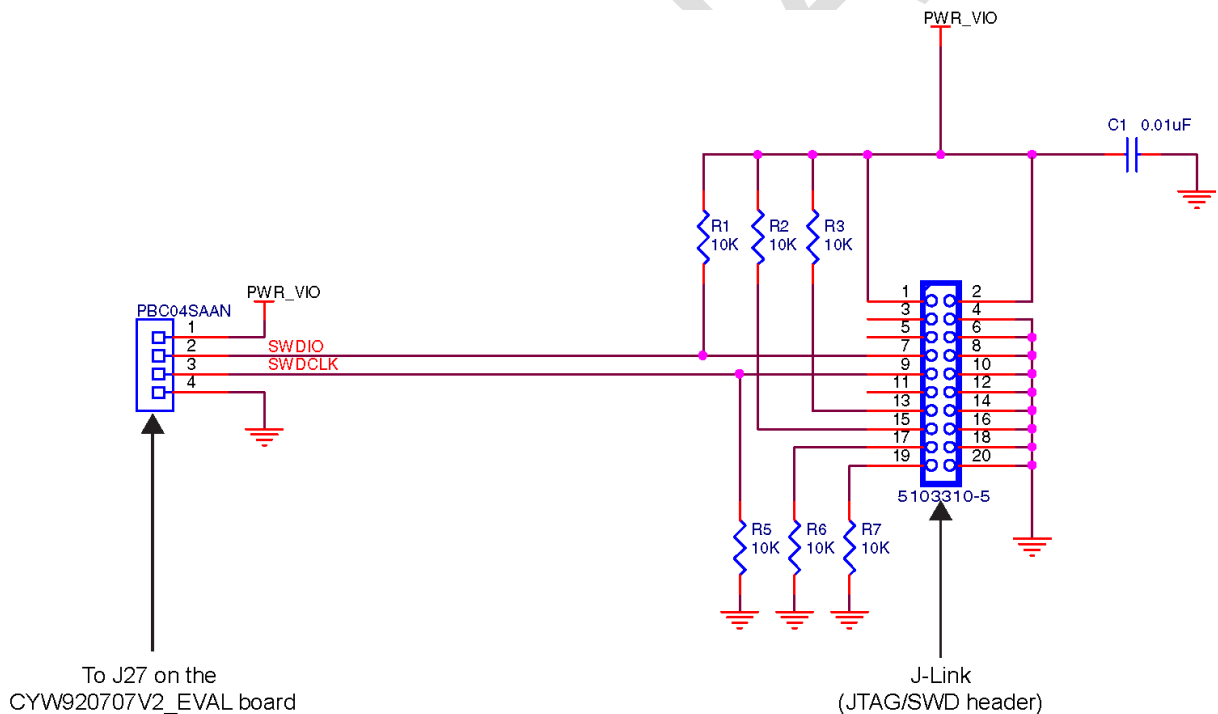 PWR_VIO
C1 0.01uF
R1
10K
R2
10K
R3
10K
PWR_VIO
PBC04SAAN
1
2
3
4
SWDIO
SWDCLK
1 2
3 4
5 6
7 8
9 10
11 12
13 14
15 16
17 18
19 20
5103310-5
R5
10K
R6
10K
R7
10K
To J27 on the
CYW920707V2_EVAL board
J-Link
(JTAG/SWD header)